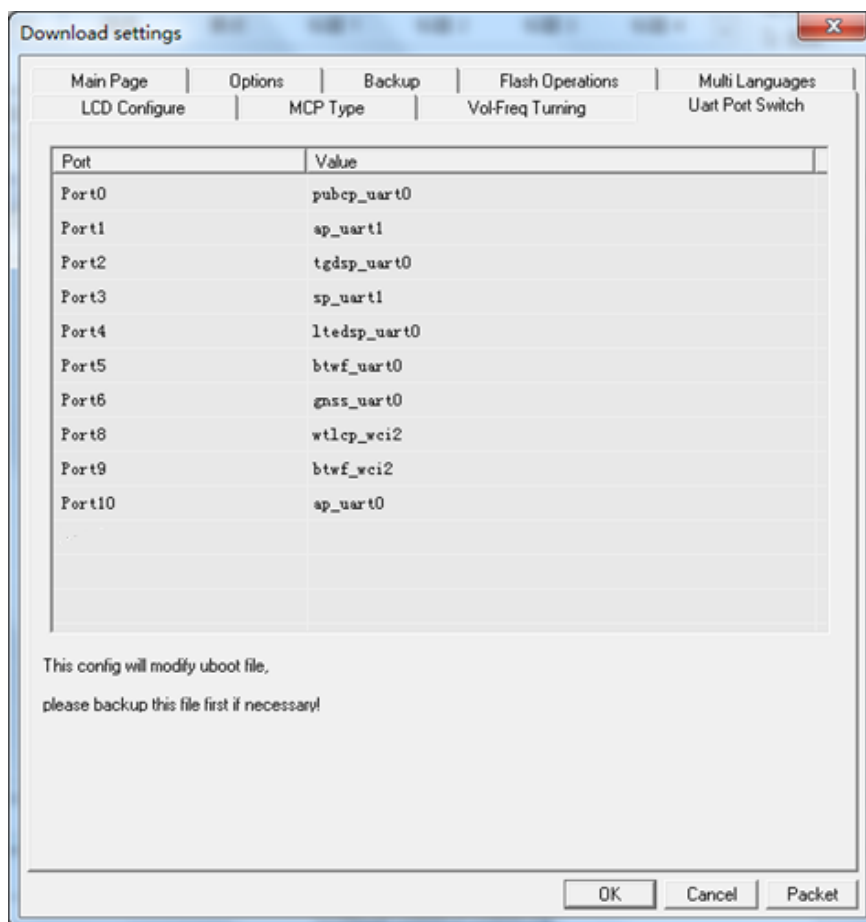 Download settings
Main Page Options Backup Flash Operations Multi Languages
LCD Configure MCP Type Vol-Freq Turning Uart Port Switch
Port Value
Port0 pubcp_uart0
Port1 ap_uart1
Port2 tgdsp_uart0
Port3 sp_uart1
Port4 ltedsp_uart0
Port5 btwf_uart0
Port6 gnss_uart0
Port8 wtlcp_wci2
Port9 btwf_wci2
Port10 ap_uart0
This config will modify uboot file,
please backup this file first if necessary!
OK Cancel Packet